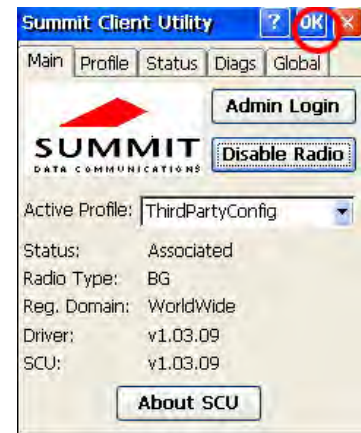 Summit Client Utility ? OK ×
Main Profile Status Diags Global
Admin Login
SUMMIT
DATA COMMUNICATIONS
Disable Radio
Active Profile: ThirdPartyConfig
Status: Associated
Radio Type: BG
Reg. Domain: WorldWide
Driver: v1.03.09
SCU: v1.03.09
About SCU